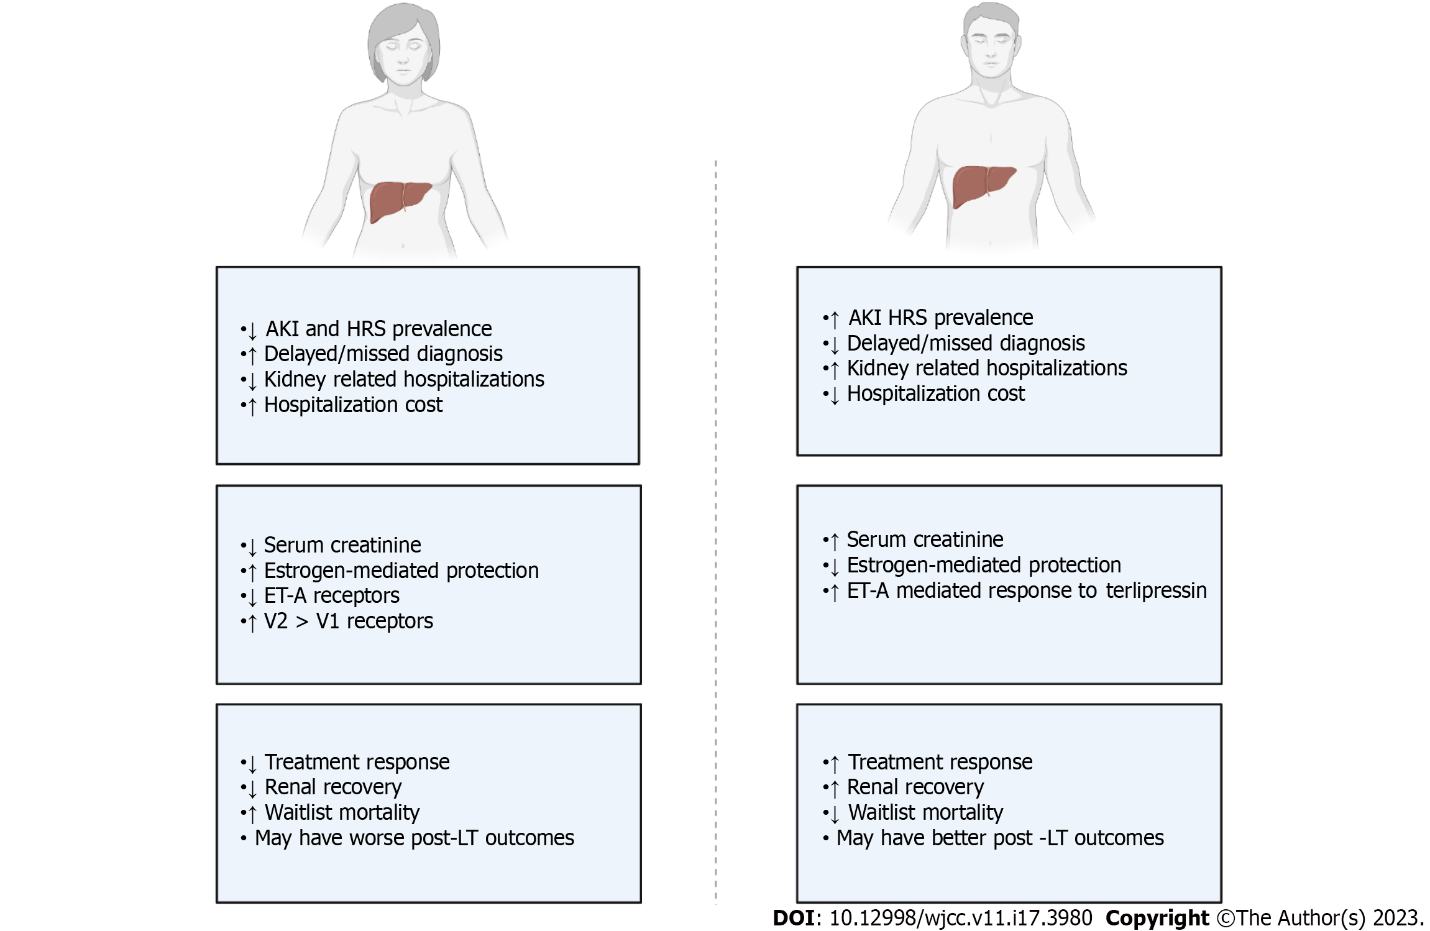 •↓ AKI and HRS prevalence
•↑ Delayed/missed diagnosis
•↓ Kidney related hospitalizations
•↑ Hospitalization cost
•↓ Serum creatinine
•↑ Estrogen-mediated protection
•↓ ET-A receptors
•↑ V2 > V1 receptors
•↓ Treatment response
•↓ Renal recovery
•↑ Waitlist mortality
• May have worse post-LT outcomes
•↑ AKI HRS prevalence
•↓ Delayed/missed diagnosis
•↑ Kidney related hospitalizations
•↓ Hospitalization cost
•↑ Serum creatinine
•↓ Estrogen-mediated protection
•↑ ET-A mediated response to terlipressin
•↑ Treatment response
•↑ Renal recovery
•↓ Waitlist mortality
• May have better post -LT outcomes
DOI: 10.12998/wjcc.v11.i17.3980 Copyright ©The Author(s) 2023.